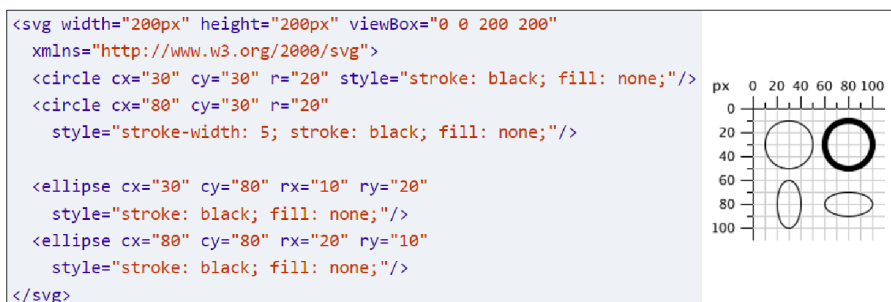 <svg width="200px" height="200px" viewBox="0 0 200 200"
  xmlns="http://www.w3.org/2000/svg">
  <circle cx="30" cy="30" r="20" style="stroke: black; fill: none;"/>
  <circle cx="80" cy="30" r="20"
    style="stroke-width: 5; stroke: black; fill: none;"/>

  <ellipse cx="30" cy="80" rx="10" ry="20"
    style="stroke: black; fill: none;"/>
  <ellipse cx="80" cy="80" rx="20" ry="10"
    style="stroke: black; fill: none;"/>
</svg>
px 0 20 40 60 80 100
0
20
40
60
80
100